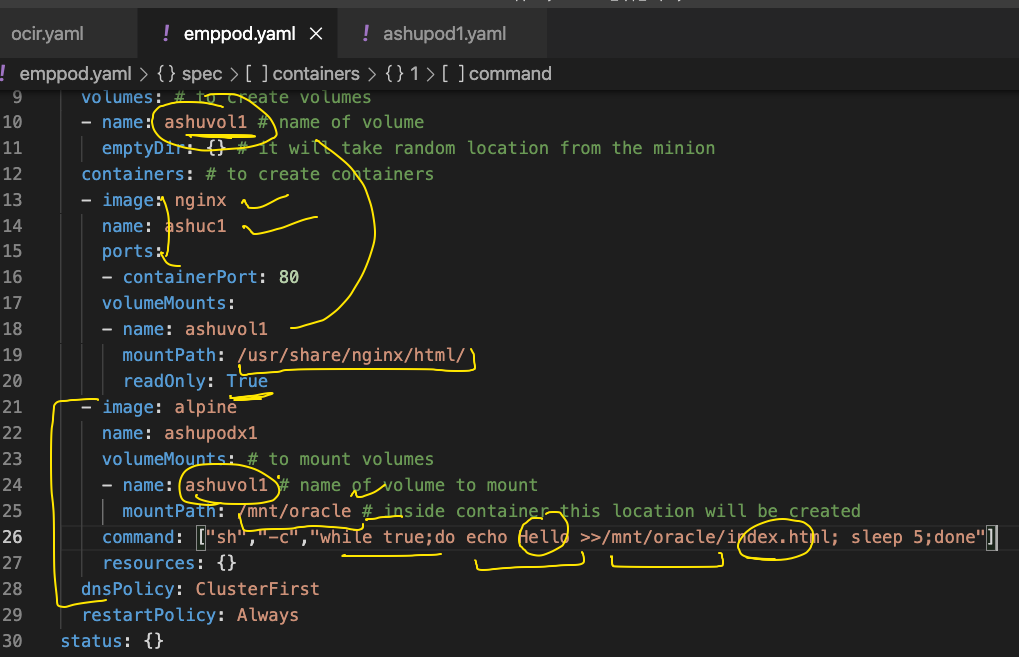 ocir.yaml ! emppod.yaml × ! ashupod1.yaml
! emppod.yaml > {} spec > [ ] containers > {} 1 > [ ] command
9 volumes: # to create volumes
10 - name: ashuvol1 # name of volume
11 emptyDir: {} # it will take random location from the minion
12 containers: # to create containers
13 - image: nginx
14 name: ashuc1
15 ports:
16 - containerPort: 80
17 volumeMounts:
18 - name: ashuvol1
19 mountPath: /usr/share/nginx/html/
20 readOnly: True
21 - image: alpine
22 name: ashupodx1
23 volumeMounts: # to mount volumes
24 - name: ashuvol1 # name of volume to mount
25 mountPath: /mnt/oracle # inside container this location will be created
26 command: ["sh","-c","while true;do echo Hello >>/mnt/oracle/index.html; sleep 5;done"]
27 resources: {}
28 dnsPolicy: ClusterFirst
29 restartPolicy: Always
30 status: {}